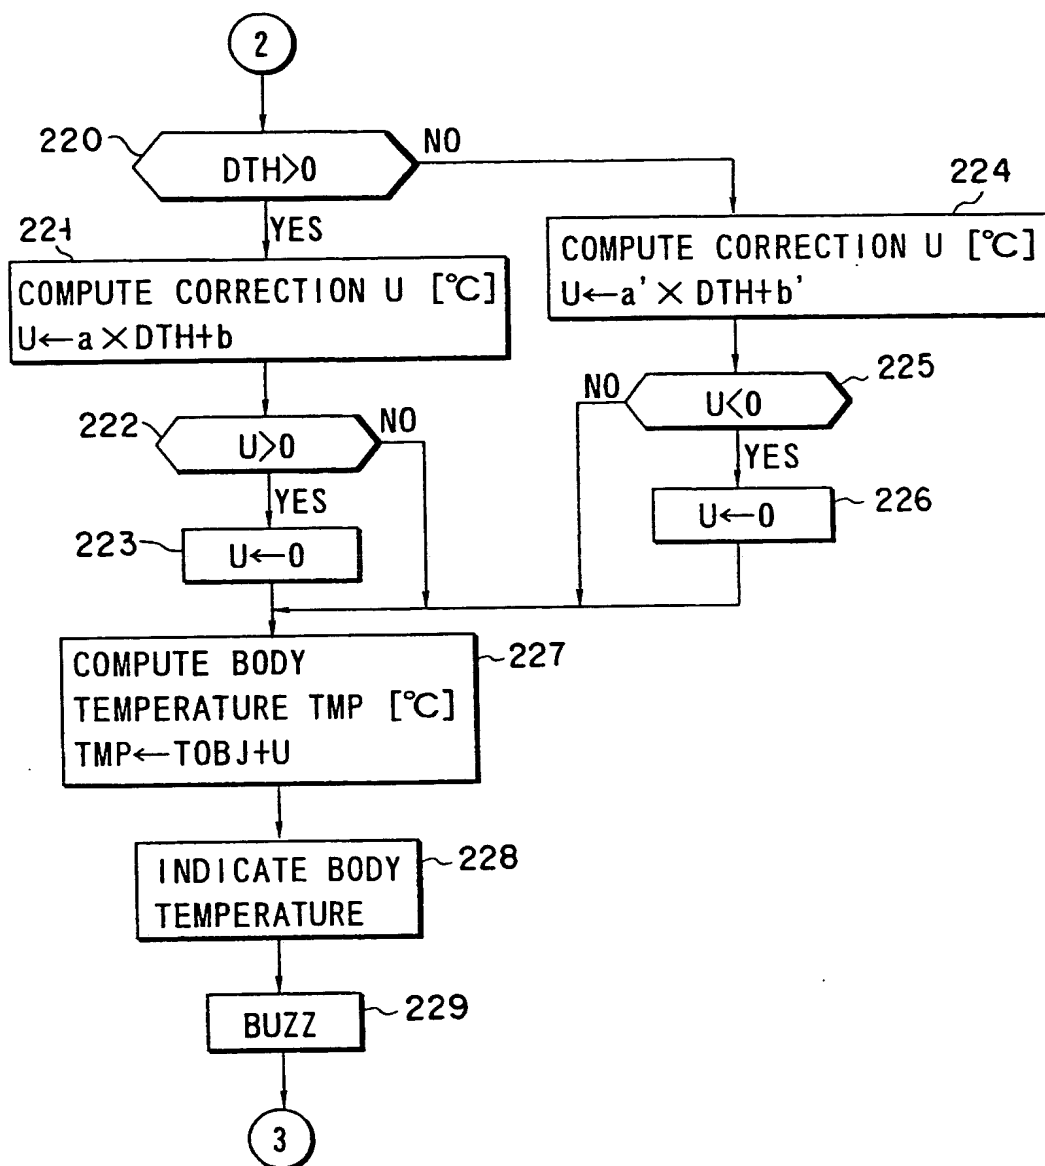 2
220
DTH>0
NO
YES
221
COMPUTE CORRECTION U [℃]
U←a×DTH+b
224
COMPUTE CORRECTION U [℃]
U←a'×DTH+b'
222
U>0
NO
YES
223
U←0
225
NO
U<0
YES
U←0
226
COMPUTE BODY
TEMPERATURE TMP [℃]
TMP←TOBJ+U
227
INDICATE BODY
TEMPERATURE
228
BUZZ
229
3